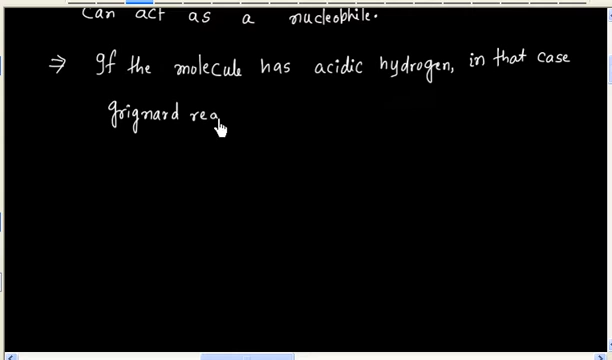 Can act as a nucleophile.
⇒ If the molecule has acidic hydrogen, in that case
grignard rea